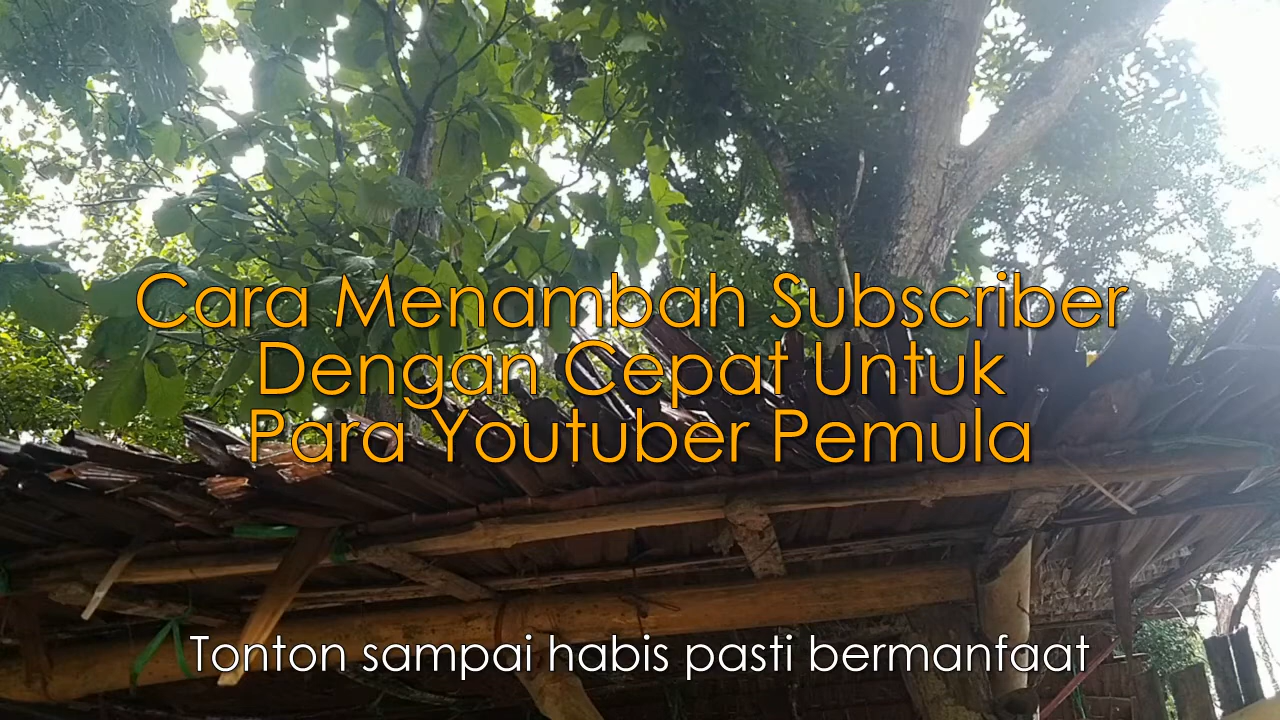 Cara Menambah Subscriber
Dengan Cepat Untuk
Para Youtuber Pemula
Tonton sampai habis pasti bermanfaat